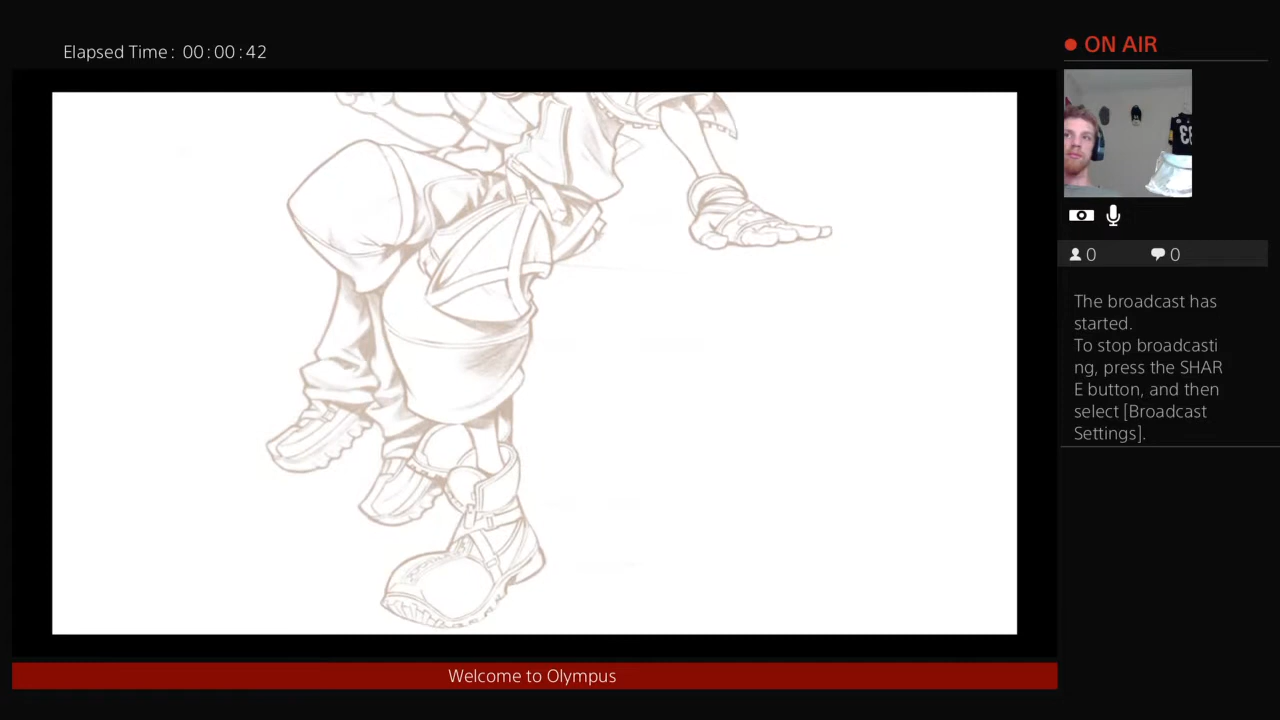 Elapsed Time: 00:00:42
ON AIR
0 0
The broadcast has
started.
To stop broadcasti
ng, press the SHAR
E button, and then
select [Broadcast
Settings].
Welcome to Olympus